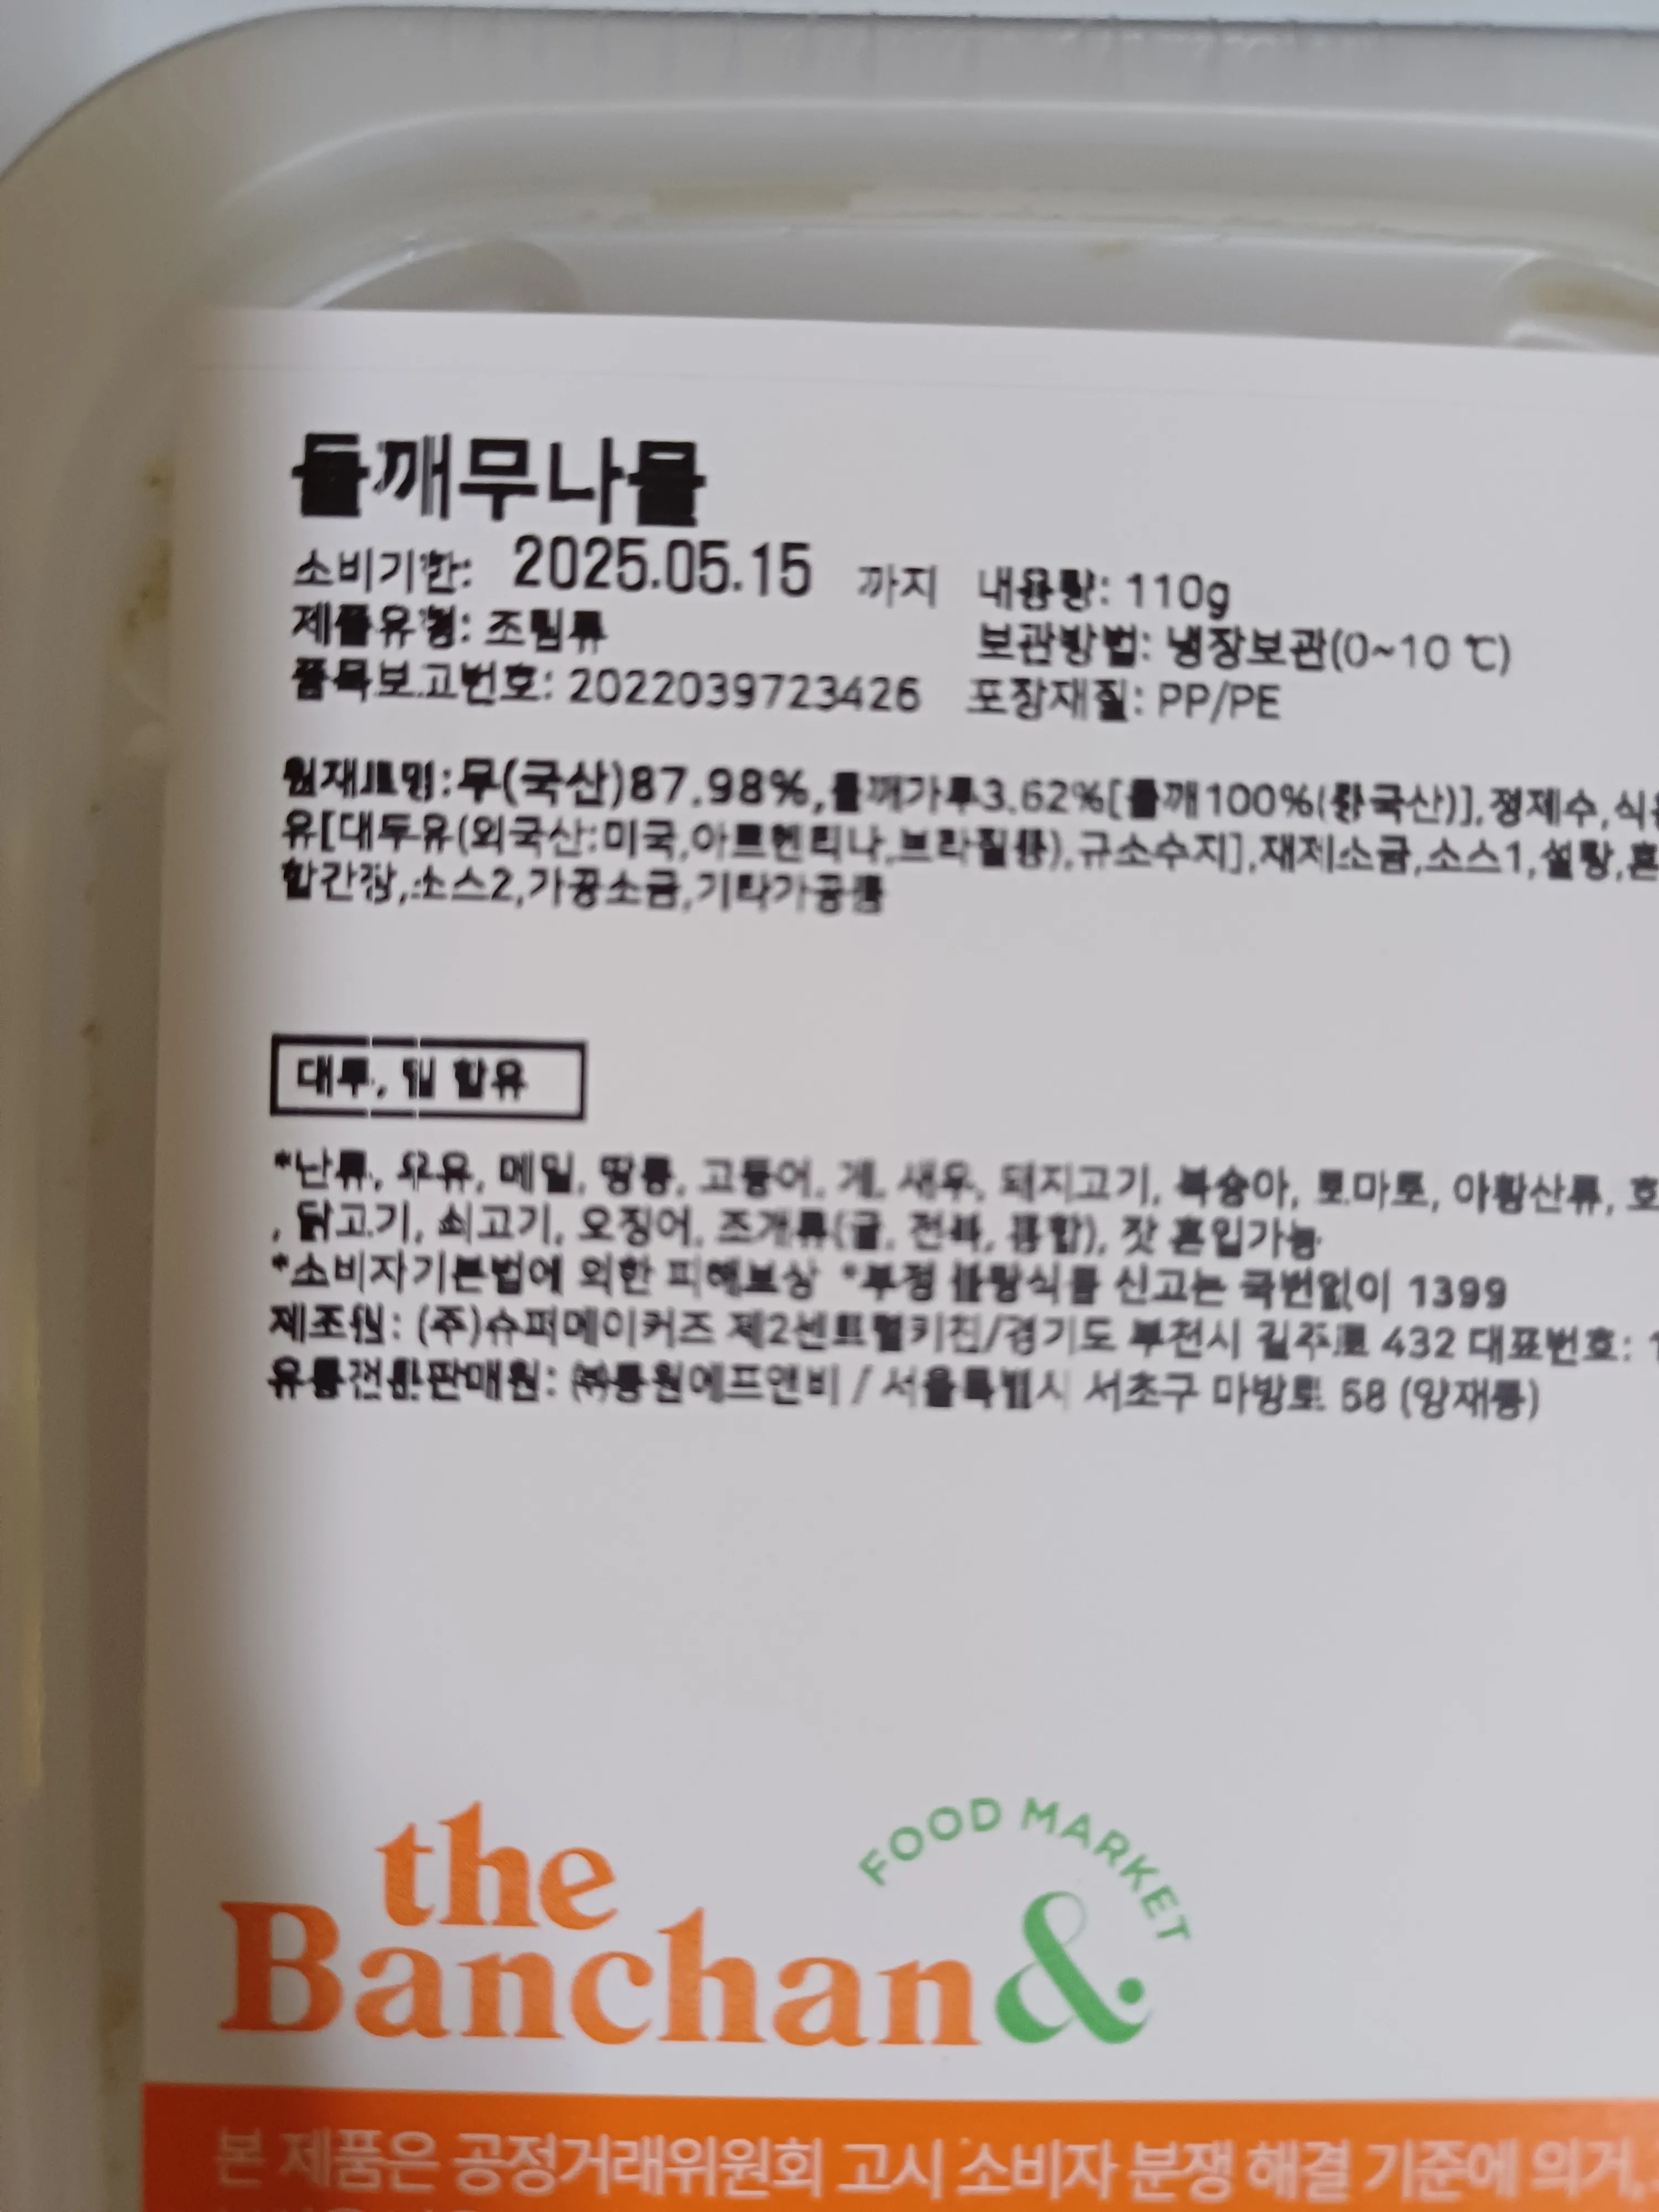 들깨무나물
소비기한: 2025.05.15 까지 내용량: 110g
제품유형: 조림류 보관방법: 냉장보관(0~10 ℃)
품목보고번호: 2022039723426 포장재질: PP/PE
원재료명:무(국산)87.98%,들깨가루3.62%[들깨100%(외국산)],정제수,식용
유[대두유(외국산:미국,아르헨티나,브라질등),규소수지],재제소금,소스1,설탕,혼
합간장,소스2,가공소금,기타가공품
대두, 밀 함유
*난류, 우유, 메밀, 땅콩, 고등어, 게, 새우, 돼지고기, 복숭아, 토마토, 아황산류, 호
, 닭고기, 쇠고기, 오징어, 조개류(굴, 전복, 홍합), 잣 혼입가능
*소비자기본법에 의한 피해보상 *부정 불량식품 신고는 국번없이 1399
제조원: (주)슈퍼메이커즈 제2센트럴키친/경기도 부천시 길주로 432 대표번호: 1
유통전문판매원: ㈜동원에프앤비 / 서울특별시 서초구 마방로 68 (양재동)
FOOD MARKET
the
Banchan&
본 제품은 공정거래위원회 고시 소비자 분쟁 해결 기준에 의거,